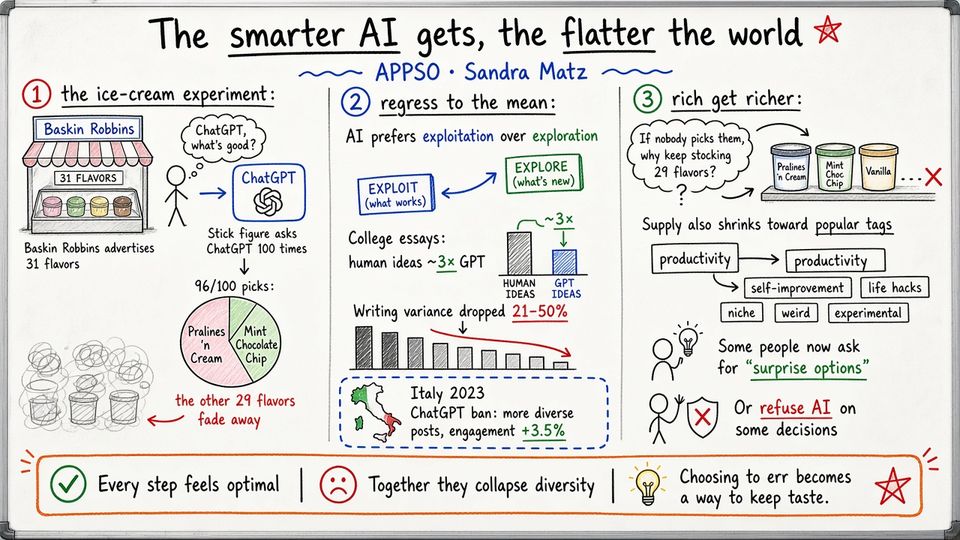 The smarter AI gets, the flatter the world
APPSO · Sandra Matz
1 the ice-cream experiment:
Baskin Robbins
31 FLAVORS
ChatGPT,
what's good?
ChatGPT
Baskin Robbins advertises
31 flavors
Stick figure asks
ChatGPT 100 times
96/100 picks:
Pralines
'n
Cream
Mint
Chocolate
Chip
the other 29 flavors
fade away
2 regress to the mean:
AI prefers exploitation over exploration
EXPLOIT
(what works)
EXPLORE
(what's new)
College essays:
human ideas ~3x GPT
~3x
HUMAN
IDEAS
GPT
IDEAS
Writing variance dropped 21–50%
Italy 2023
ChatGPT ban: more diverse
posts, engagement +3.5%
3 rich get richer:
If nobody picks them,
why keep stocking
29 flavors?
?
Pralines
'n Cream
Mint
Choc
Chip
Vanilla
...
Supply also shrinks toward popular tags
productivity
productivity
self-improvement
life hacks
niche
weird
experimental
Some people now ask
for "surprise options"
Or refuse AI on
some decisions
Every step feels optimal
Together they collapse diversity
Choosing to err becomes
a way to keep taste.